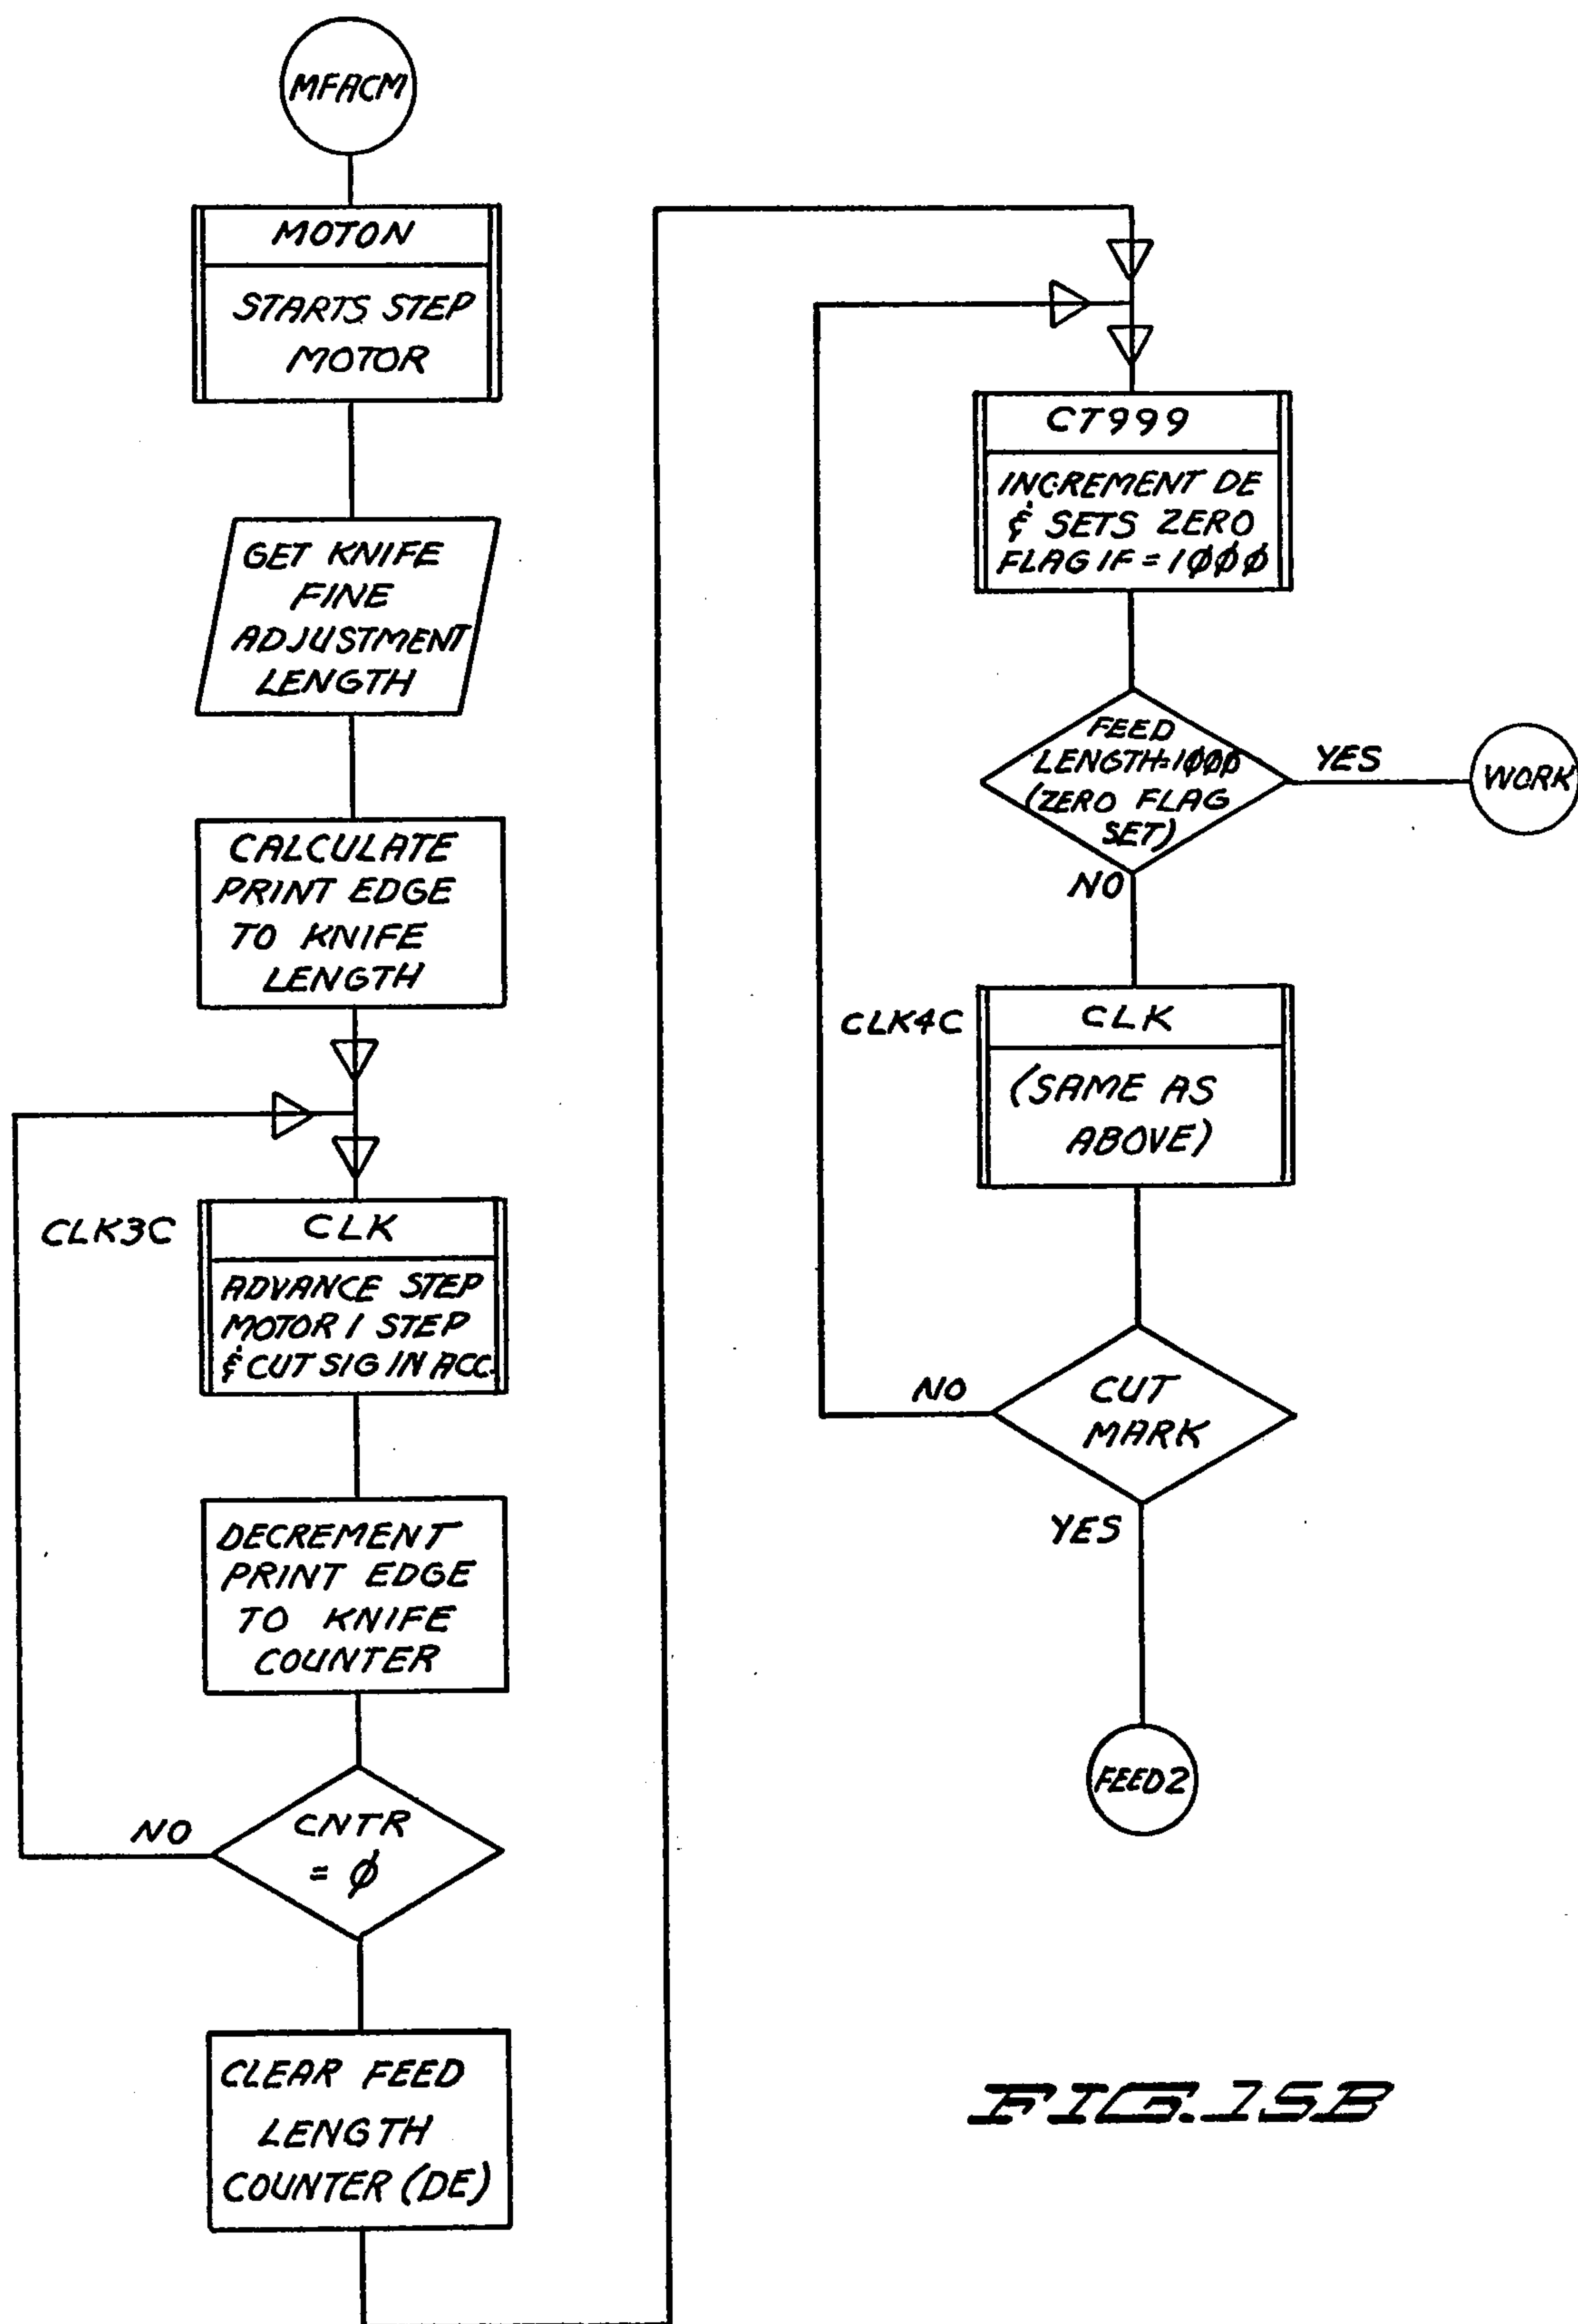 MFACM
MOTON
STARTS STEP
MOTOR
GET KNIFE
FINE
ADJUSTMENT
LENGTH
CALCULATE
PRINT EDGE
TO KNIFE
LENGTH
CLK3C
CLK
ADVANCE STEP
MOTOR 1 STEP
& CUT SIG IN ACC.
DECREMENT
PRINT EDGE
TO KNIFE
COUNTER
NO
CNTR
= φ
CLEAR FEED
LENGTH
COUNTER (DE)
CT999
INCREMENT DE
& SETS ZERO
FLAG IF = 1φφφ
FEED
LENGTH=1φφφ
(ZERO FLAG
SET)
YES
WORK
NO
CLK4C
CLK
(SAME AS
ABOVE)
NO
CUT
MARK
YES
FEED2
FIG. 15B